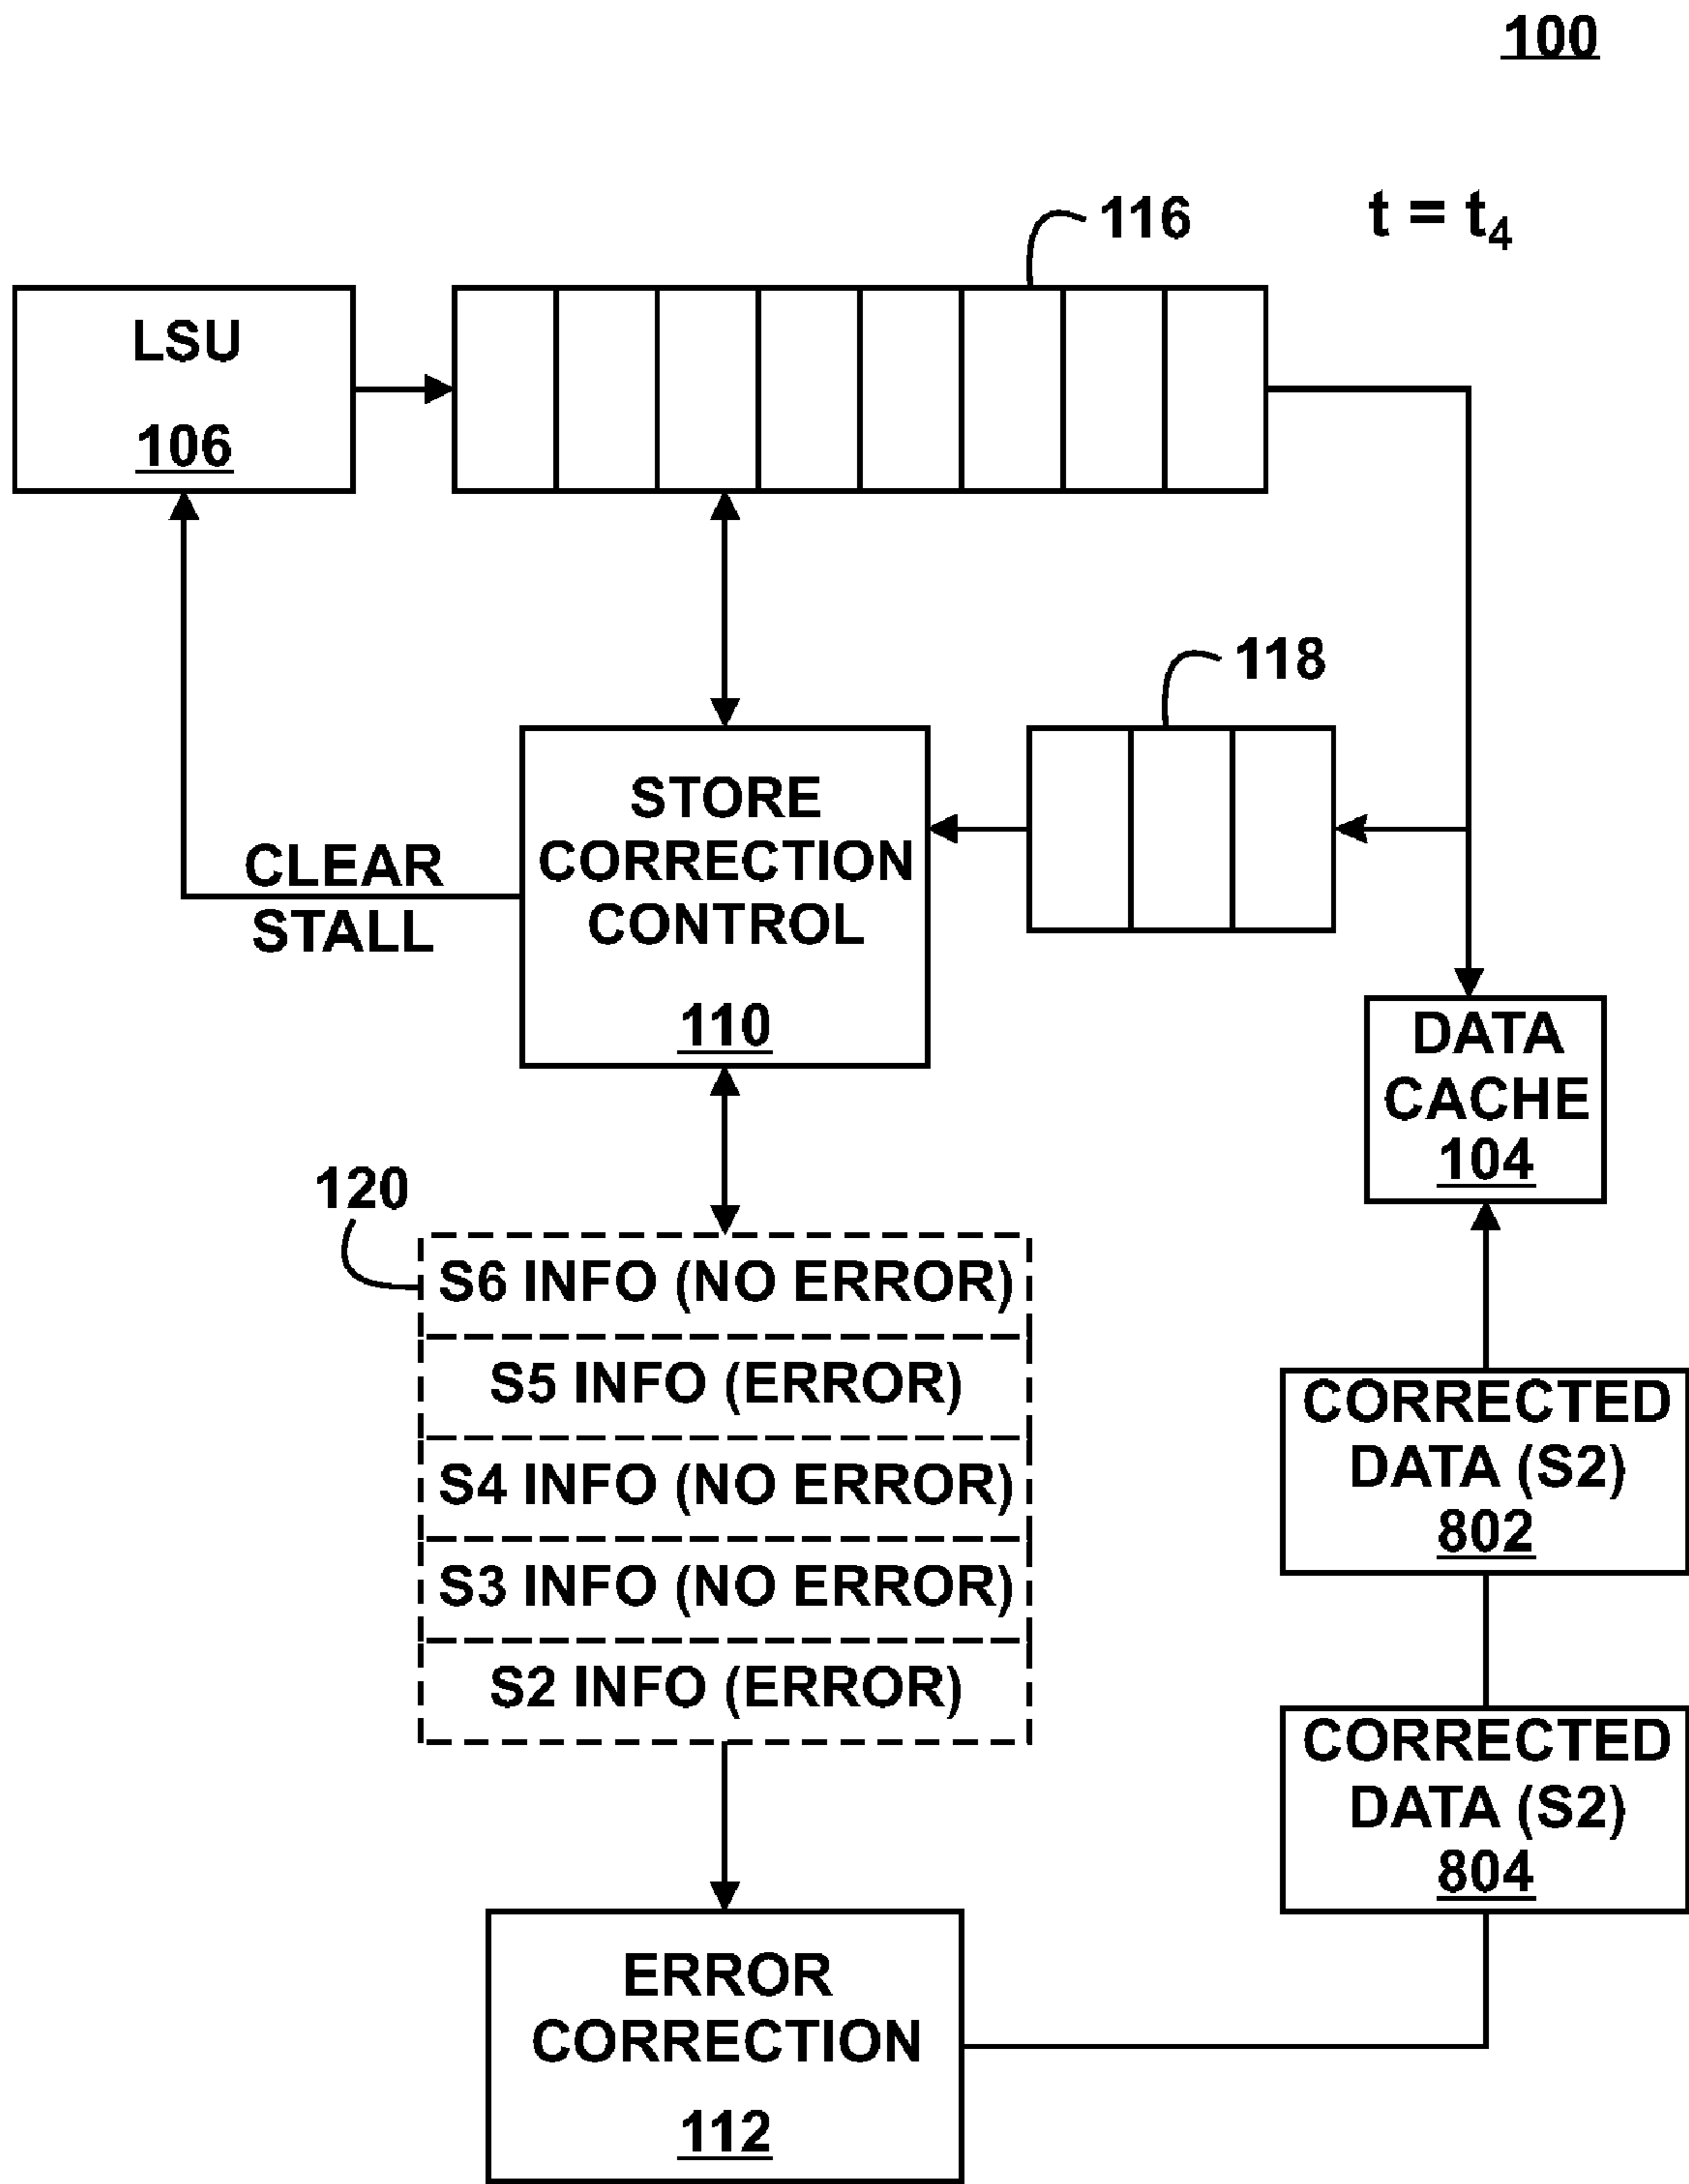 100
116
t = t₄
LSU
106
118
STORE
CORRECTION
CONTROL
110
CLEAR
STALL
DATA
CACHE
104
120
S6 INFO (NO ERROR)
S5 INFO (ERROR)
S4 INFO (NO ERROR)
S3 INFO (NO ERROR)
S2 INFO (ERROR)
CORRECTED
DATA (S2)
802
CORRECTED
DATA (S2)
804
ERROR
CORRECTION
112